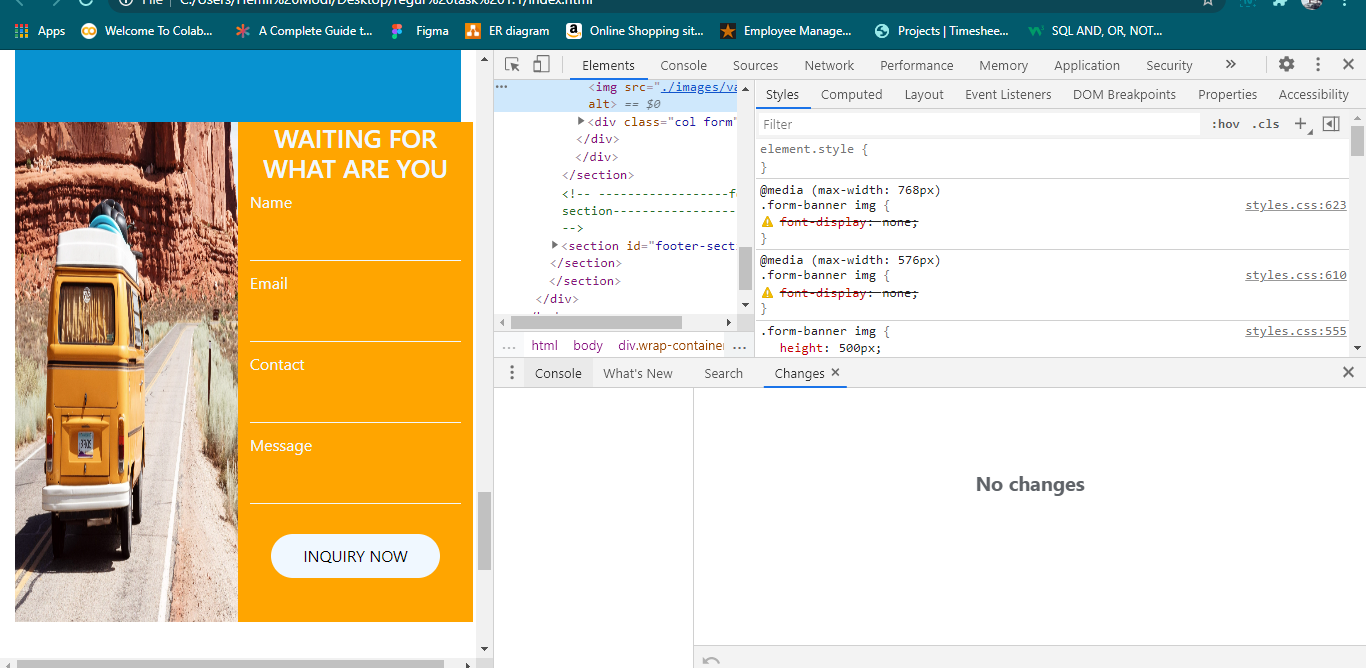 File | C:/Users/Hemil%20Modi/Desktop/regur%20task%201.1/index.html
Apps Welcome To Colab... A Complete Guide t... Figma ER diagram Online Shopping sit... Employee Manage... Projects | Timeshee... SQL AND, OR, NOT...
Elements Console Sources Network Performance Memory Application Security »
<img src="./images/va
alt> == $0
<div class="col form"
</div>
</div>
</section>
<!-- ------------------fo
section-----------------
-->
<section id="footer-sect
</section>
</section>
</div>
... html body div.wrap-container ...
Styles Computed Layout Event Listeners DOM Breakpoints Properties Accessibility
Filter :hov .cls +
element.style {
}
@media (max-width: 768px)
.form-banner img { styles.css:623
font-display: none;
}
@media (max-width: 576px)
.form-banner img { styles.css:610
font-display: none;
}
.form-banner img { styles.css:555
height: 500px;
Console What's New Search Changes ×
No changes
WAITING FOR
WHAT ARE YOU
Name
Email
Contact
Message
INQUIRY NOW